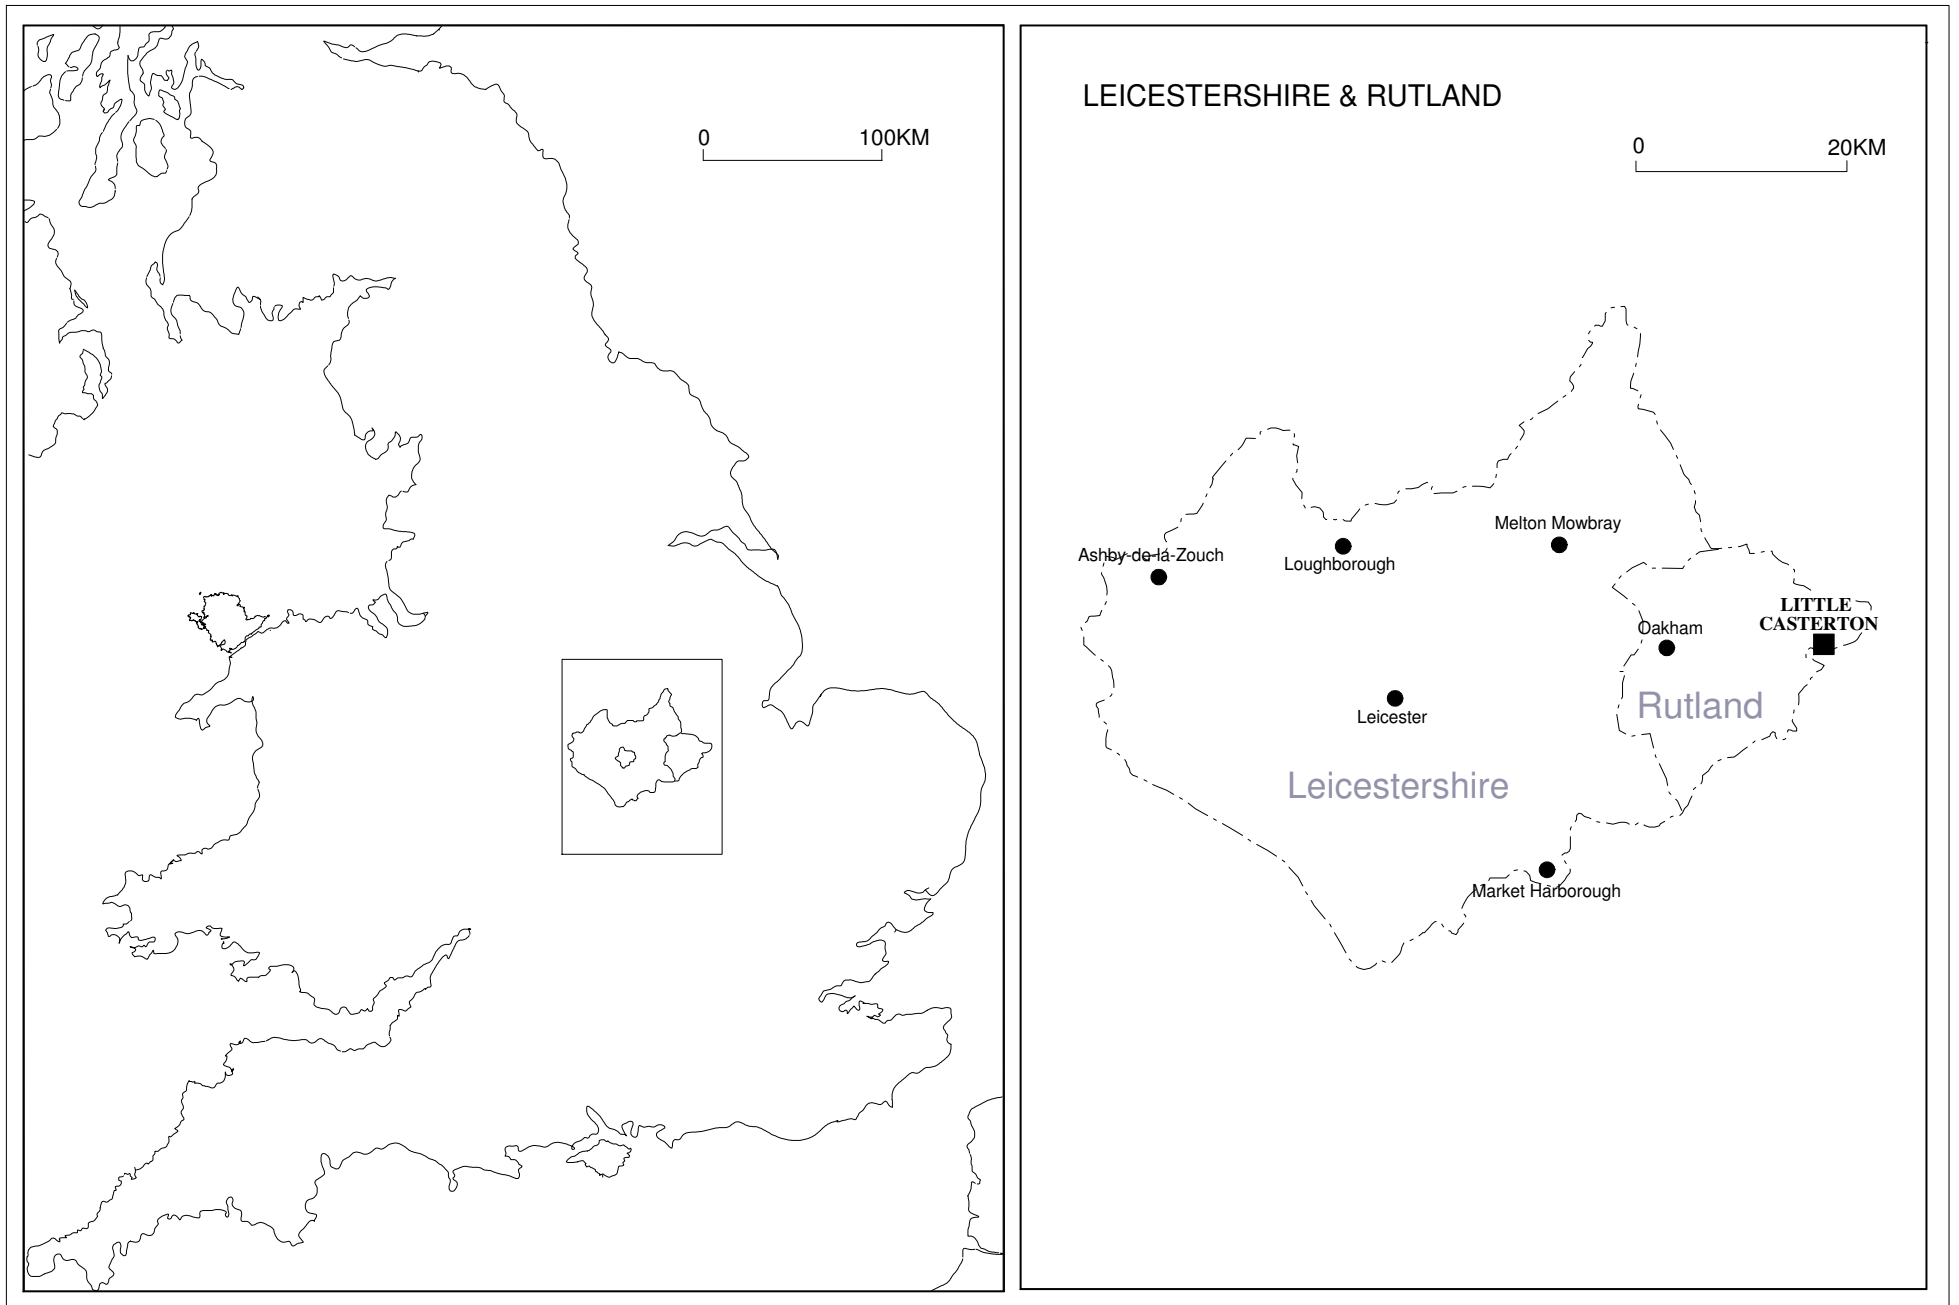 0 100KM
LEICESTERSHIRE & RUTLAND
0 20KM
Melton Mowbray
Ashby-de-la-Zouch
Loughborough
LITTLE
CASTERTON
Oakham
Rutland
Leicester
Leicestershire
Market Harborough